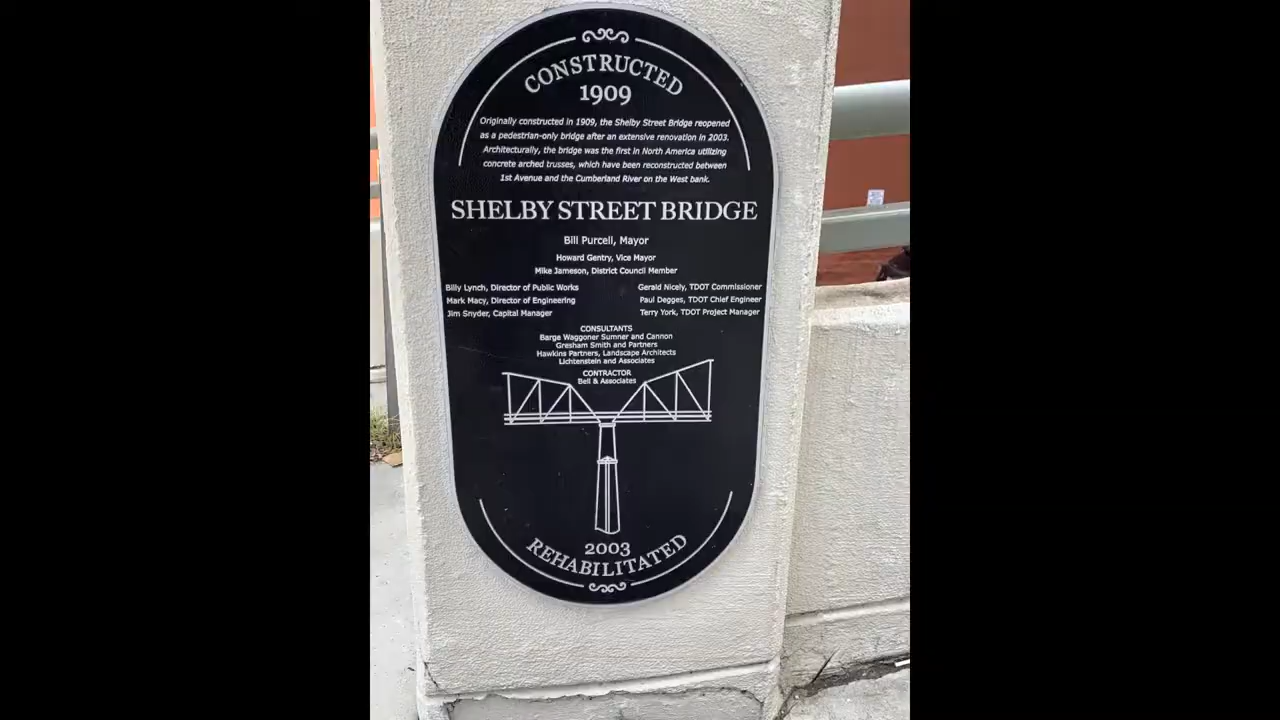 CONSTRUCTED
1909
Originally constructed in 1909, the Shelby Street Bridge reopened
as a pedestrian-only bridge after an extensive renovation in 2003.
Architecturally, the bridge was the first in North America utilizing
concrete arched trusses, which have been reconstructed between
1st Avenue and the Cumberland River on the West bank.
SHELBY STREET BRIDGE
Bill Purcell, Mayor
Howard Gentry, Vice Mayor
Mike Jameson, District Council Member
Billy Lynch, Director of Public Works
Mark Macy, Director of Engineering
Jim Snyder, Capital Manager
Gerald Nicely, TDOT Commissioner
Paul Degges, TDOT Chief Engineer
Terry York, TDOT Project Manager
CONSULTANTS
Barge Waggoner Sumner and Cannon
Gresham Smith and Partners
Hawkins Partners, Landscape Architects
Lichtenstein and Associates
CONTRACTOR
Bell & Associates
2003
REHABILITATED